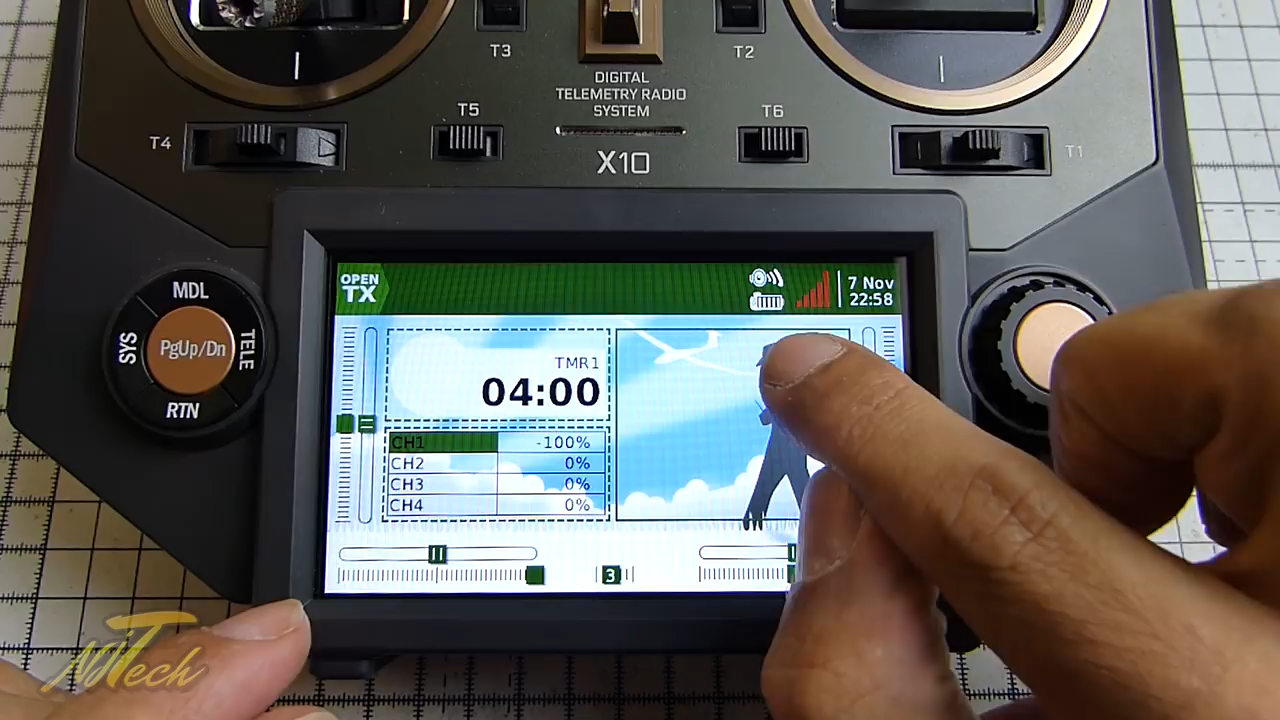 T3
T2
DIGITAL
TELEMETRY RADIO
SYSTEM
T5
T6
T4
X10
T1
MDL
SYS
PgUp/Dn
TELE
RTN
OPEN
TX
7 Nov
22:58
TMR1
04:00
CH1 -100%
CH2 0%
CH3 0%
CH4 0%
3
NdTech